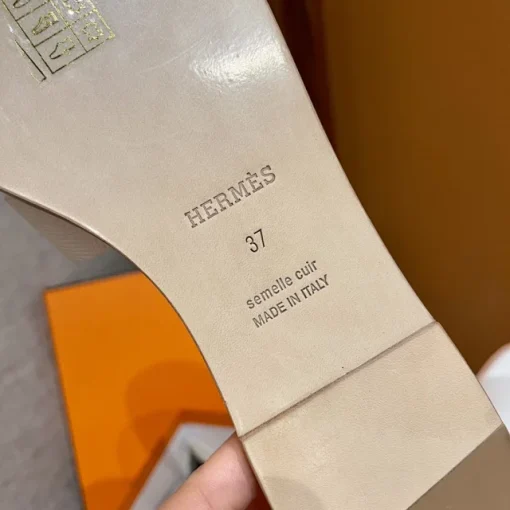 HERMÈS
37
semelle cuir
MADE IN ITALY